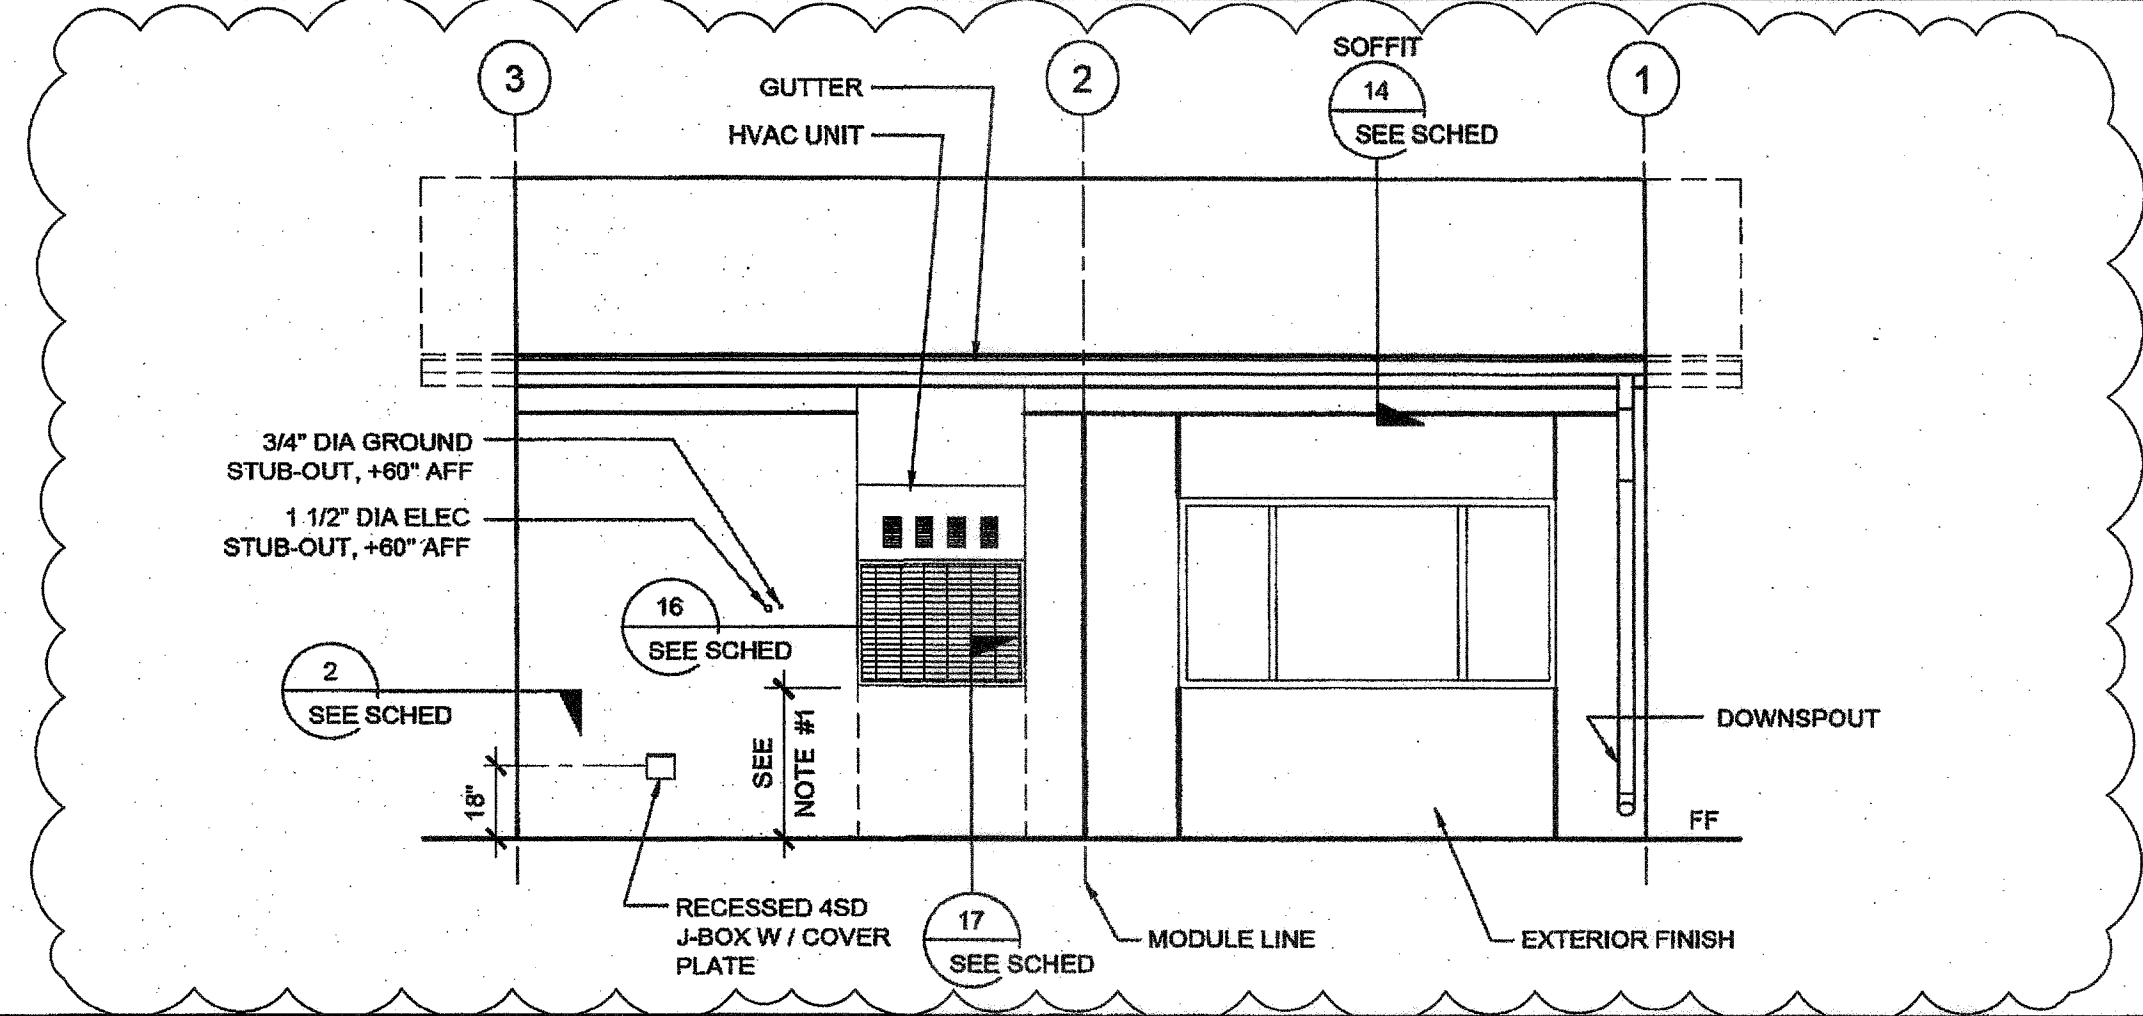 3
2
1
SOFFIT
14
SEE SCHED
GUTTER
HVAC UNIT
3/4" DIA GROUND
STUB-OUT, +60" AFF
1 1/2" DIA ELEC
STUB-OUT, +60" AFF
16
SEE SCHED
2
SEE SCHED
18"
SEE
NOTE #1
DOWNSPOUT
FF
RECESSED 4SD
J-BOX W / COVER
PLATE
17
SEE SCHED
MODULE LINE
EXTERIOR FINISH